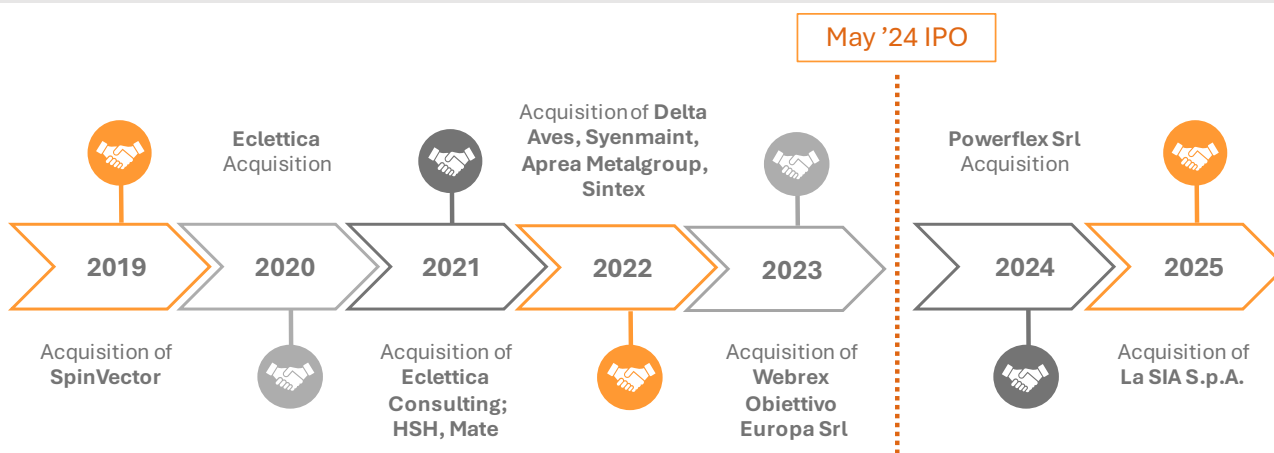 May ’24 IPO
Eclettica
Acquisition
Acquisition of Delta
Aves, Syenmaint,
Aprea Metalgroup,
Sintex
Powerflex Srl
Acquisition
2019
2020
2021
2022
2023
2024
2025
Acquisition of
SpinVector
Acquisition of
Eclettica
Consulting;
HSH, Mate
Acquisition of
Webrex
Obiettivo
Europa Srl
Acquisition of
La SIA S.p.A.